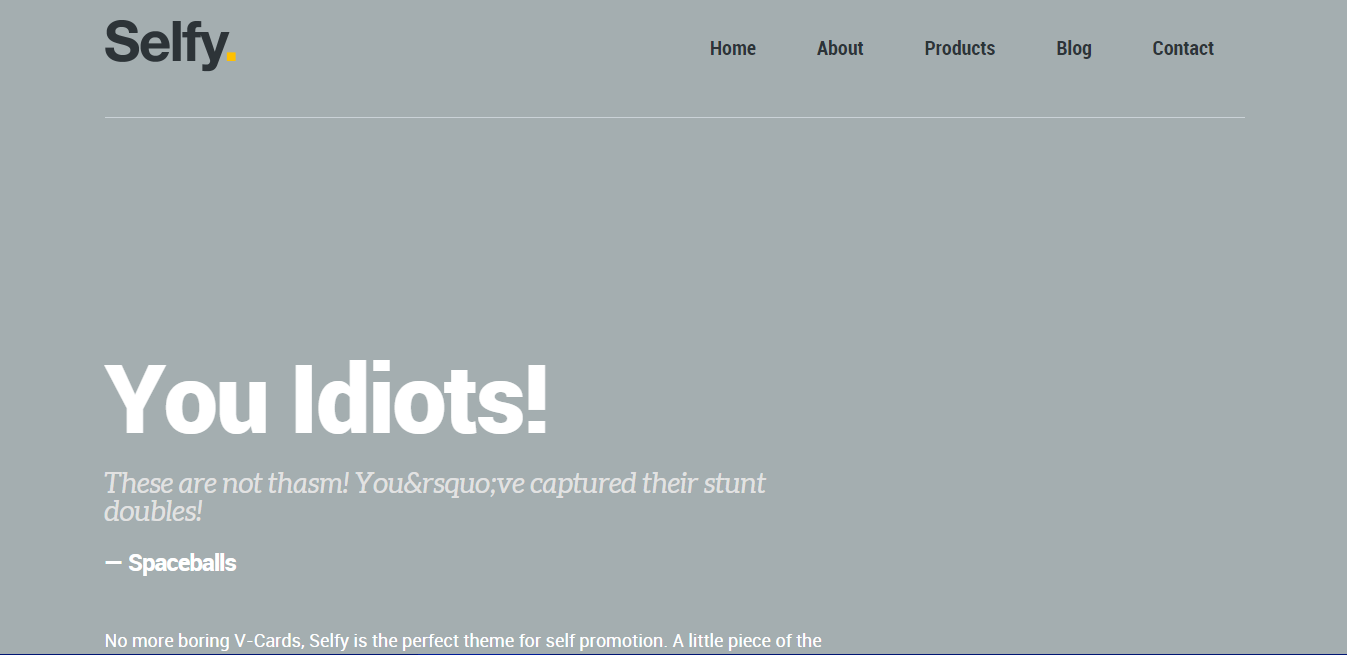 Selfy.
Home About Products Blog Contact
You Idiots!
These are not thasm! You&rsquo;ve captured their stunt
doubles!
— Spaceballs
No more boring V-Cards, Selfy is the perfect theme for self promotion. A little piece of the